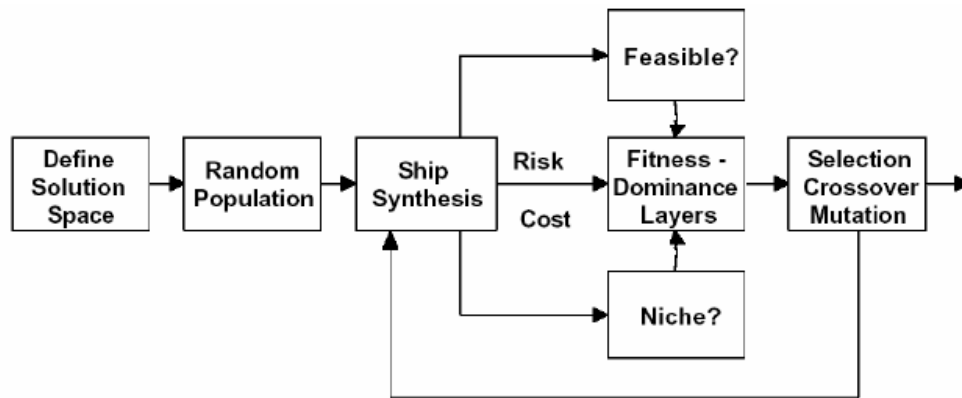 Feasible?
Define
Solution
Space
Random
Population
Ship
Synthesis
Risk
Cost
Fitness -
Dominance
Layers
Selection
Crossover
Mutation
Niche?